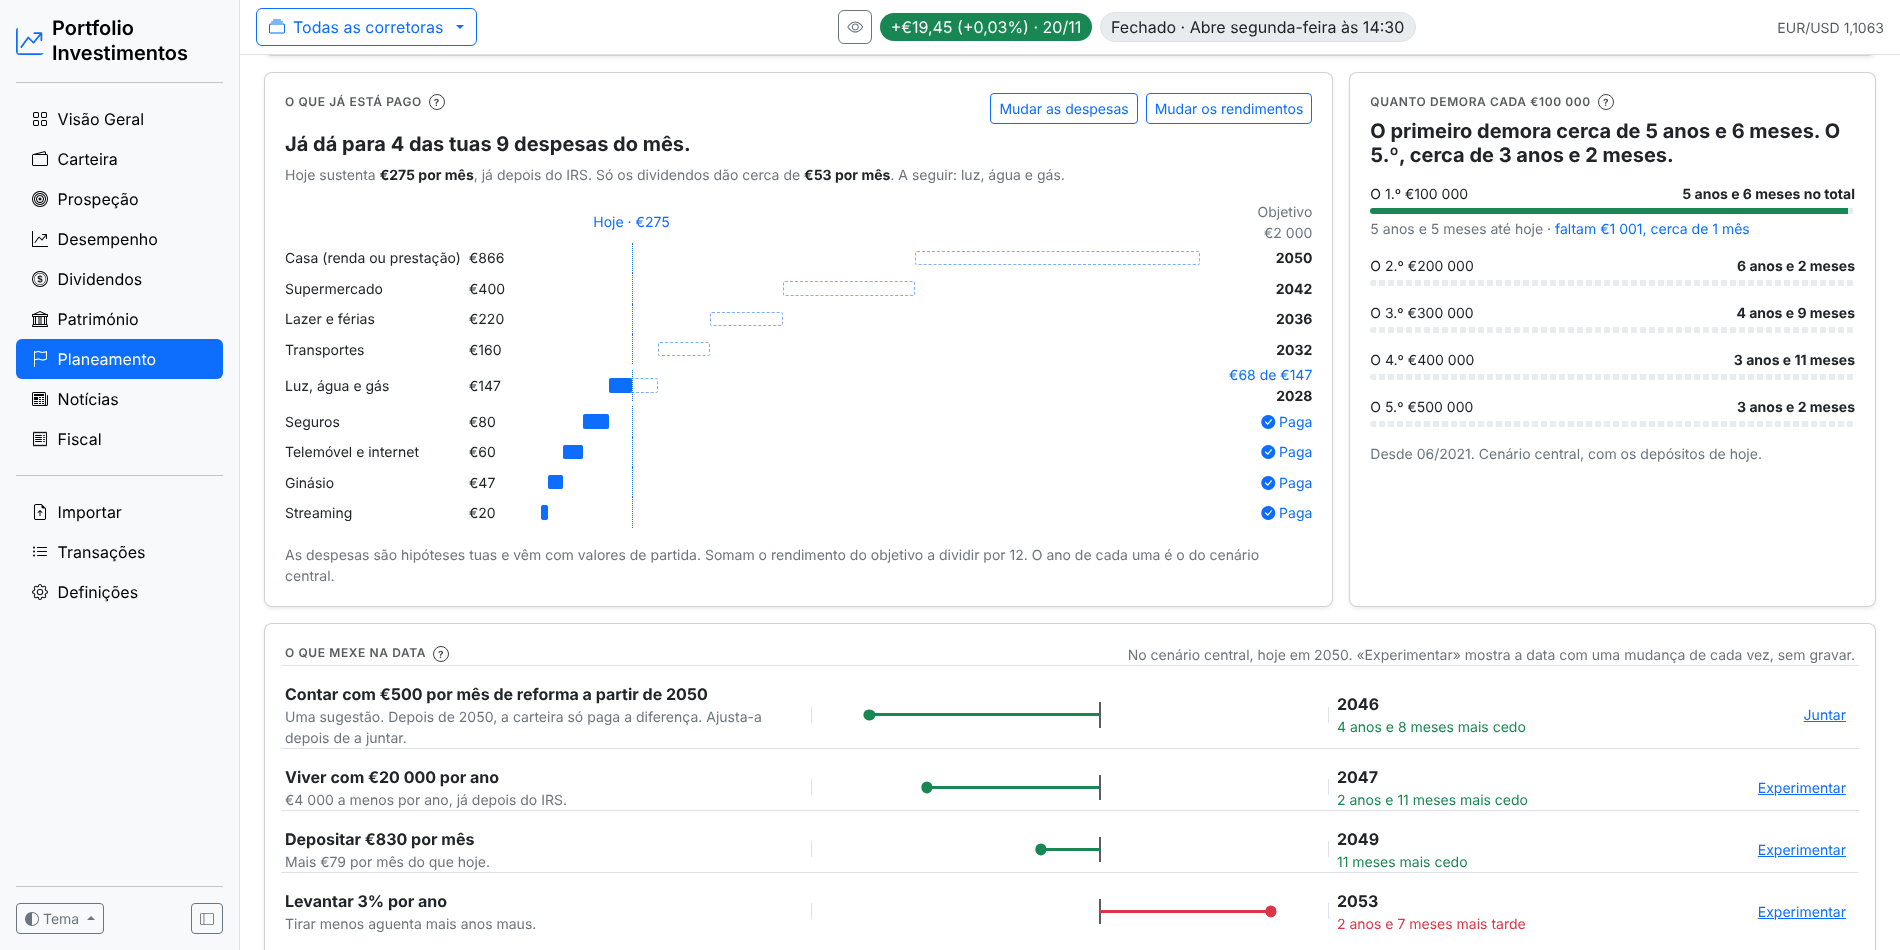 Portfolio
Investimentos
Visão Geral
Carteira
Prospeção
Desempenho
Dividendos
Património
Planeamento
Notícias
Fiscal
Importar
Transações
Definições
Tema
Todas as corretoras
+€19,45 (+0,03%) · 20/11
Fechado · Abre segunda-feira às 14:30
EUR/USD 1,1063
O QUE JÁ ESTÁ PAGO ?
Mudar as despesas
Mudar os rendimentos
Já dá para 4 das tuas 9 despesas do mês.
Hoje sustenta €275 por mês, já depois do IRS. Só os dividendos dão cerca de €53 por mês. A seguir: luz, água e gás.
Hoje · €275
Objetivo
€2 000
Casa (renda ou prestação) €866 2050
Supermercado €400 2042
Lazer e férias €220 2036
Transportes €160 2032
Luz, água e gás €147 €68 de €147
2028
Seguros €80 Paga
Telemóvel e internet €60 Paga
Ginásio €47 Paga
Streaming €20 Paga
As despesas são hipóteses tuas e vêm com valores de partida. Somam o rendimento do objetivo a dividir por 12. O ano de cada uma é o do cenário
central.
QUANTO DEMORA CADA €100 000 ?
O primeiro demora cerca de 5 anos e 6 meses. O
5.º, cerca de 3 anos e 2 meses.
O 1.º €100 000 5 anos e 6 meses no total
5 anos e 5 meses até hoje · faltam €1 001, cerca de 1 mês
O 2.º €200 000 6 anos e 2 meses
O 3.º €300 000 4 anos e 9 meses
O 4.º €400 000 3 anos e 11 meses
O 5.º €500 000 3 anos e 2 meses
Desde 06/2021. Cenário central, com os depósitos de hoje.
O QUE MEXE NA DATA ?
No cenário central, hoje em 2050. «Experimentar» mostra a data com uma mudança de cada vez, sem gravar.
Contar com €500 por mês de reforma a partir de 2050
Uma sugestão. Depois de 2050, a carteira só paga a diferença. Ajusta-a
depois de a juntar.
2046
4 anos e 8 meses mais cedo
Juntar
Viver com €20 000 por ano
€4 000 a menos por ano, já depois do IRS.
2047
2 anos e 11 meses mais cedo
Experimentar
Depositar €830 por mês
Mais €79 por mês do que hoje.
2049
11 meses mais cedo
Experimentar
Levantar 3% por ano
Tirar menos aguenta mais anos maus.
2053
2 anos e 7 meses mais tarde
Experimentar